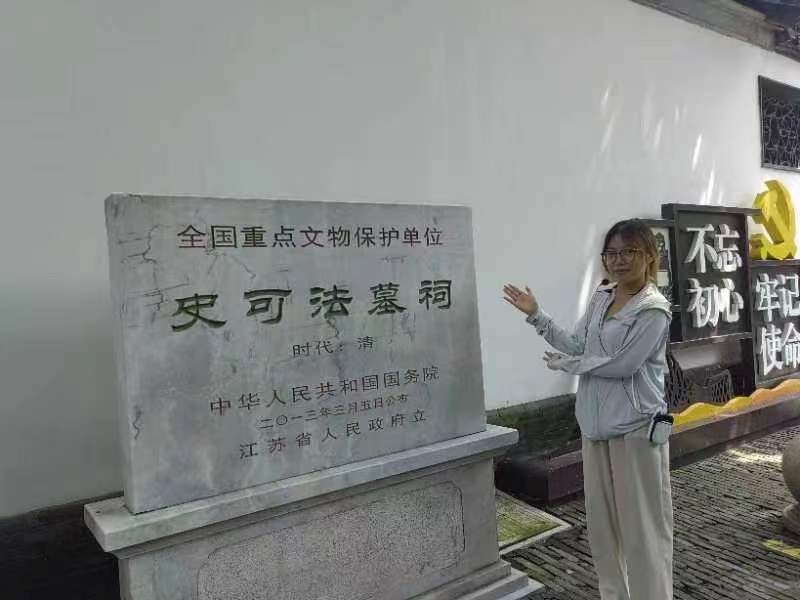 全国重点文物保护单位
史可法墓祠
时代：清
中华人民共和国国务院
二〇一三年三月五日公布
江苏省人民政府立
不忘
初心
牢记
使命